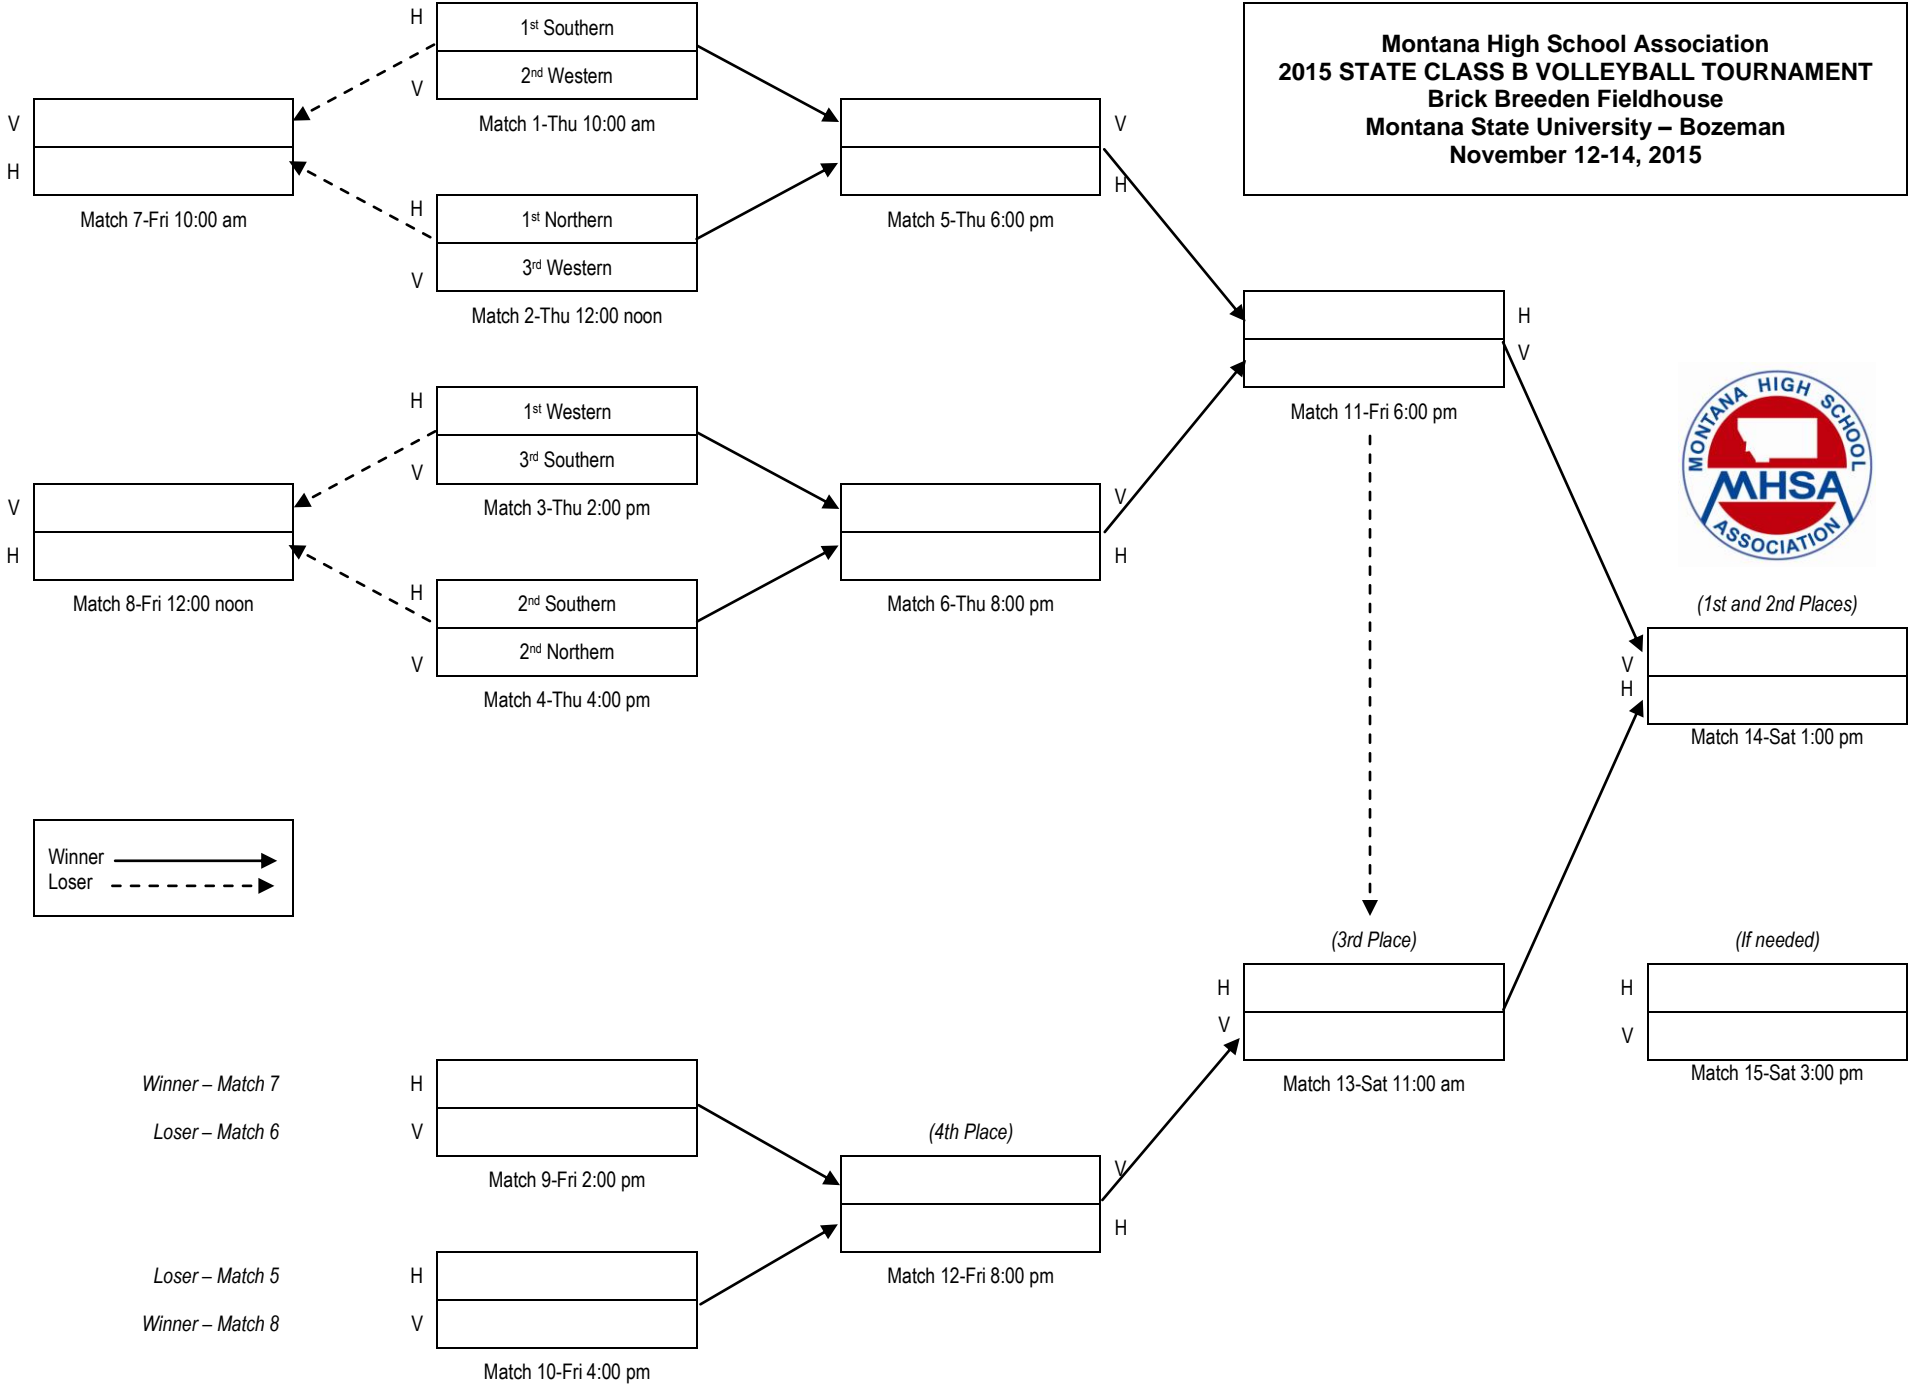 Montana High School Association
2015 STATE CLASS B VOLLEYBALL TOURNAMENT
Brick Breeden Fieldhouse
Montana State University – Bozeman
November 12-14, 2015
H
1st Southern
2nd Western
V
Match 1-Thu 10:00 am
V
H
Match 7-Fri 10:00 am
V
H
Match 5-Thu 6:00 pm
H
1st Northern
3rd Western
V
Match 2-Thu 12:00 noon
H
V
Match 11-Fri 6:00 pm
H
1st Western
3rd Southern
V
Match 3-Thu 2:00 pm
V
H
Match 8-Fri 12:00 noon
V
H
Match 6-Thu 8:00 pm
H
2nd Southern
2nd Northern
V
Match 4-Thu 4:00 pm
MONTANA HIGH SCHOOL
MHSA
ASSOCIATION
(1st and 2nd Places)
V
H
Match 14-Sat 1:00 pm
Winner
Loser
(3rd Place)
H
V
Match 13-Sat 11:00 am
(If needed)
H
V
Match 15-Sat 3:00 pm
Winner – Match 7 H
Loser – Match 6 V
Match 9-Fri 2:00 pm
(4th Place)
V
H
Match 12-Fri 8:00 pm
Loser – Match 5 H
Winner – Match 8 V
Match 10-Fri 4:00 pm